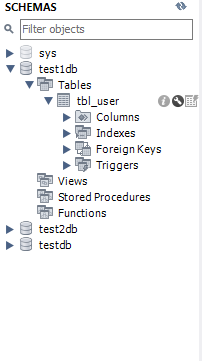 SCHEMAS
Filter objects
sys
test1db
Tables
tbl_user
Columns
Indexes
Foreign Keys
Triggers
Views
Stored Procedures
Functions
test2db
testdb